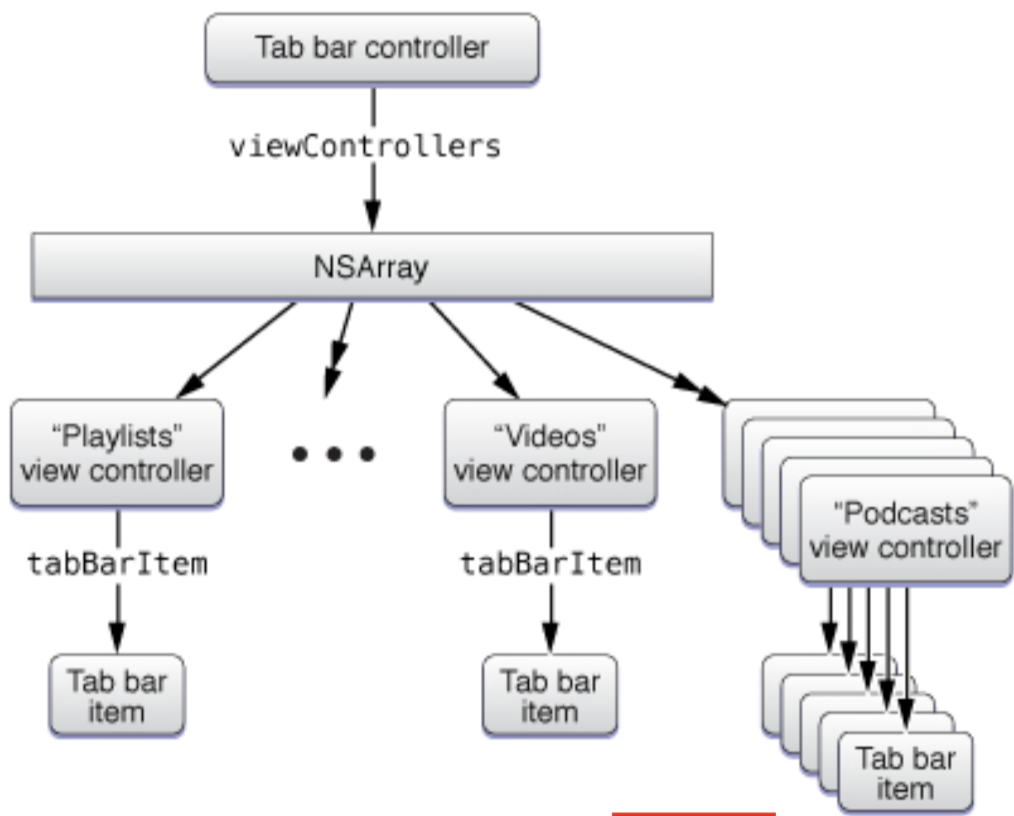 Tab bar controller
viewControllers
NSArray
“Playlists”
view controller
“Videos”
view controller
“Podcasts”
view controller
tabBarItem
tabBarItem
Tab bar
item
Tab bar
item
Tab bar
item